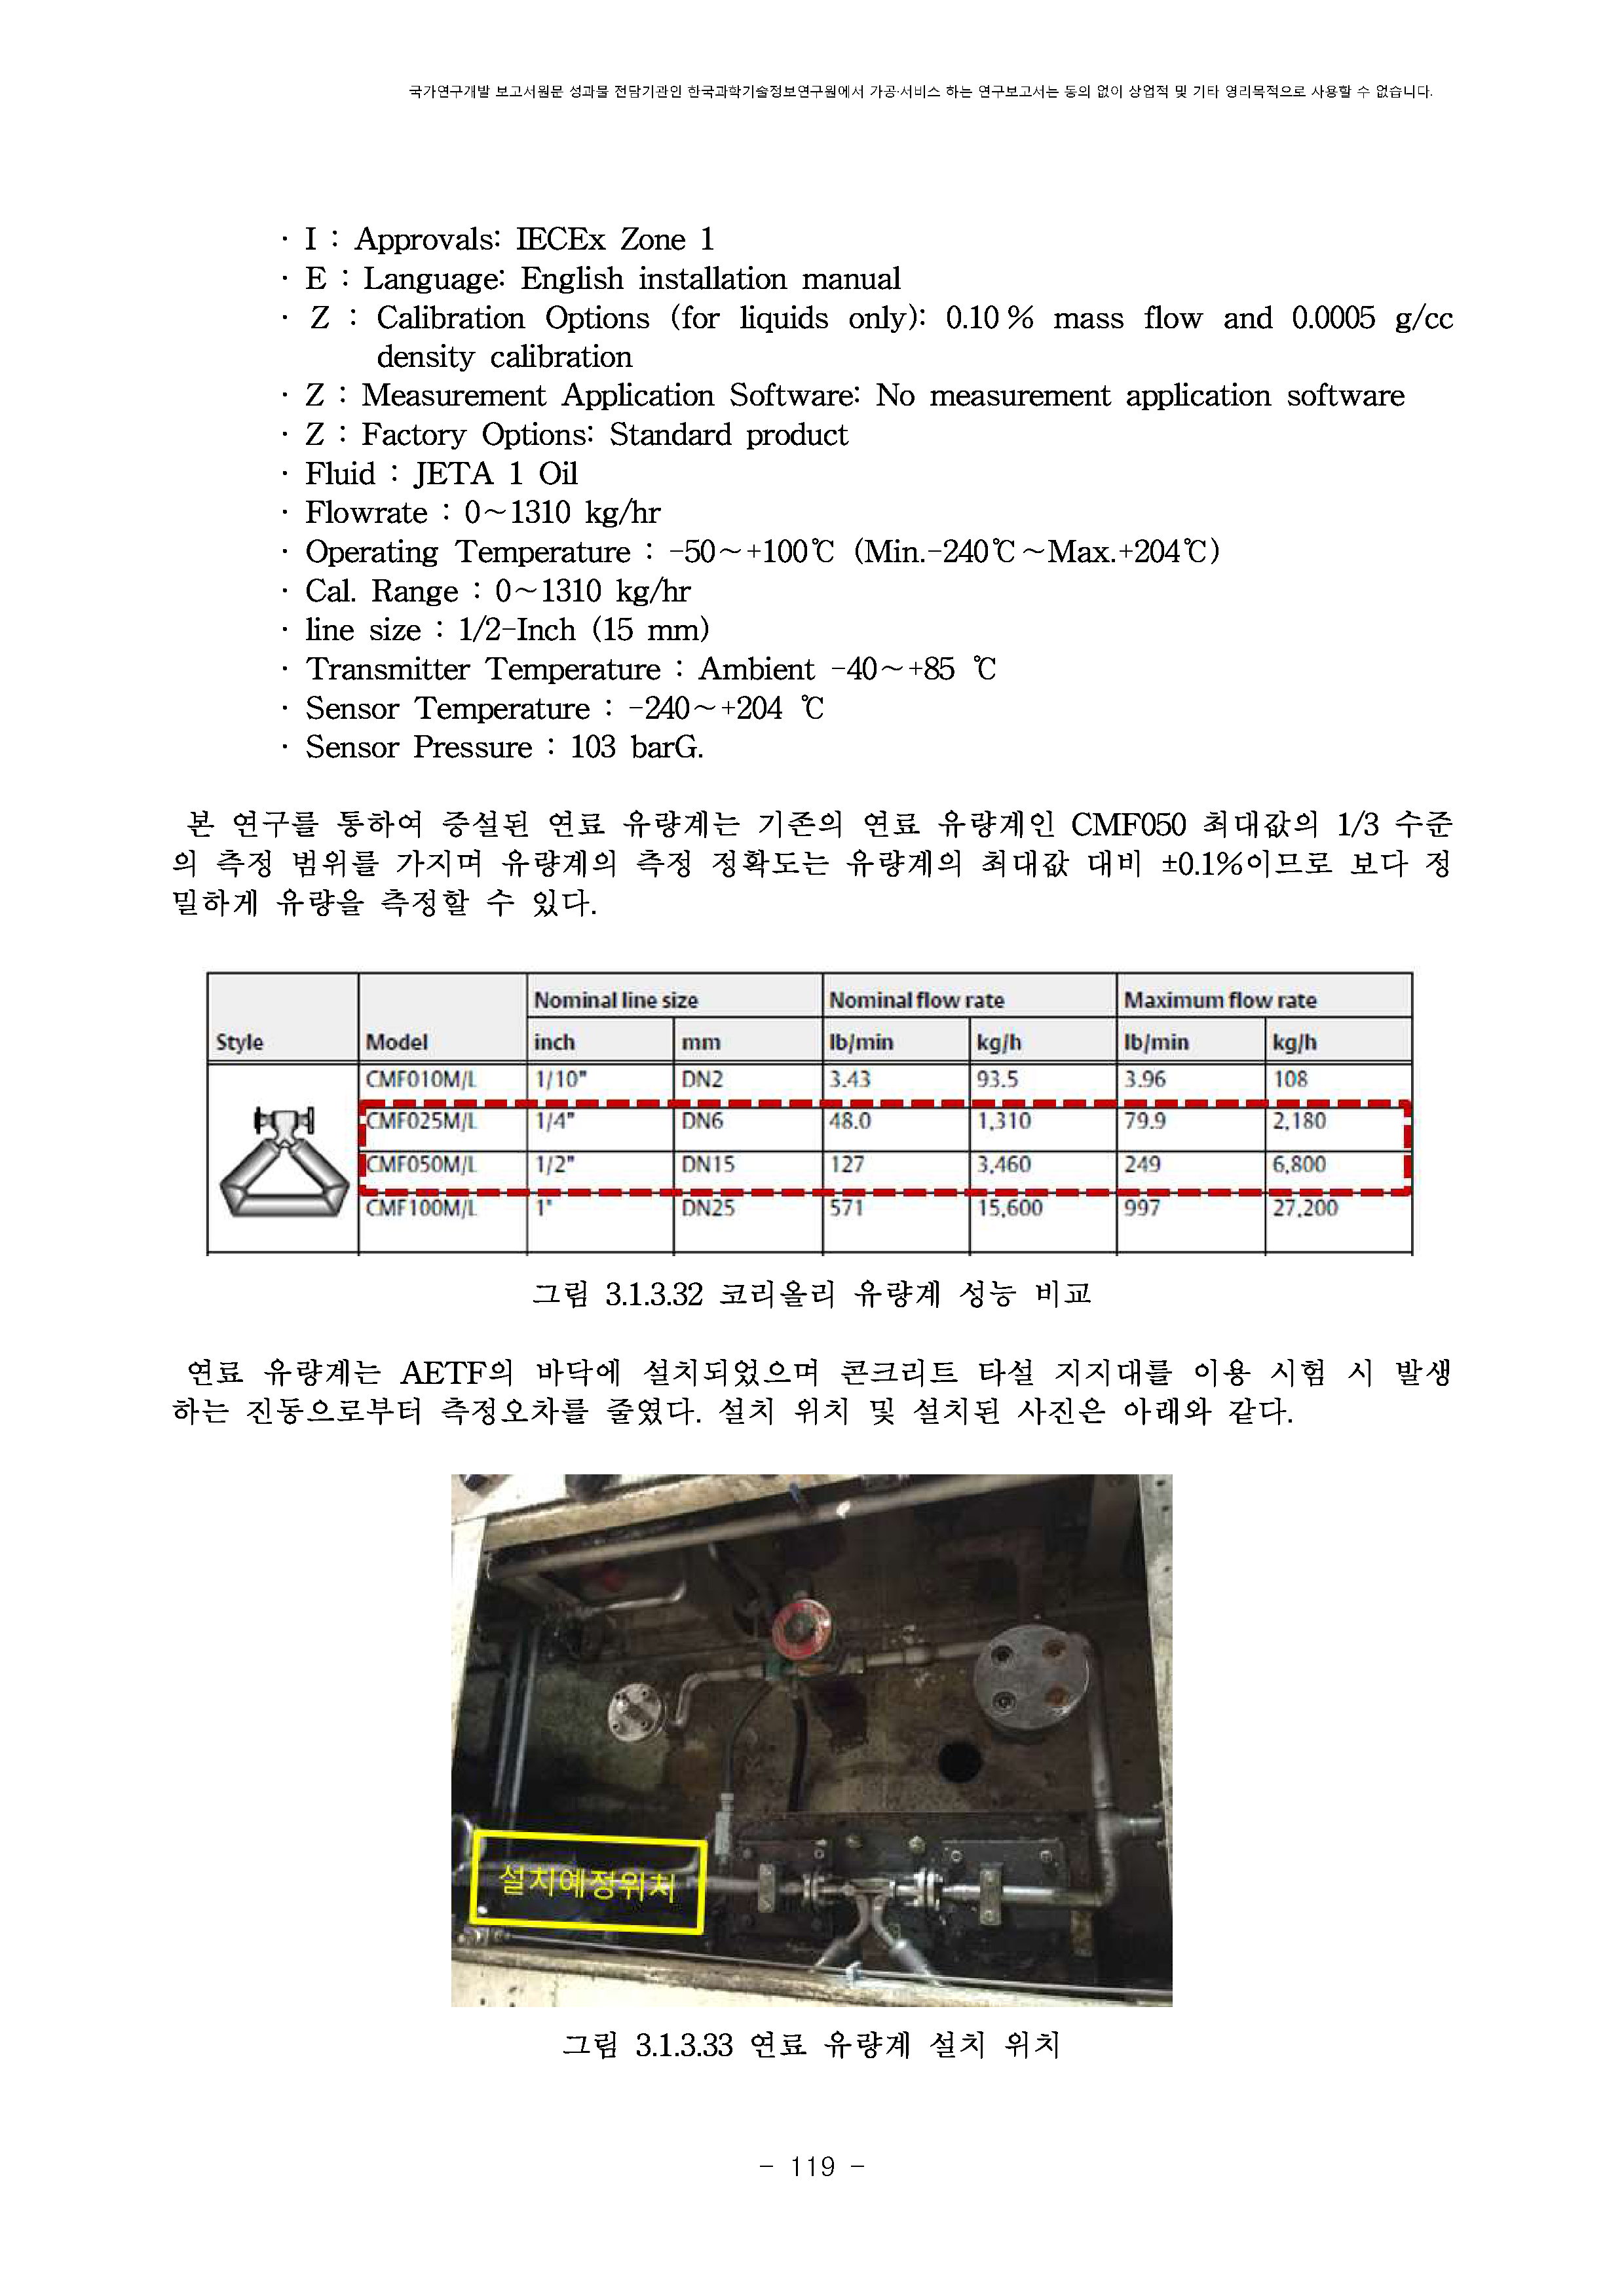 국가연구개발 보고서원문 성과물 전담기관인 한국과학기술정보연구원에서 가공·서비스 하는 연구보고서는 동의 없이 상업적 및 기타 영리목적으로 사용할 수 없습니다.
· I : Approvals: IECEx Zone 1
· E : Language: English installation manual
· Z : Calibration Options (for liquids only): 0.10 % mass flow and 0.0005 g/cc
density calibration
· Z : Measurement Application Software: No measurement application software
· Z : Factory Options: Standard product
· Fluid : JETA 1 Oil
· Flowrate : 0~1310 kg/hr
· Operating Temperature : -50~+100℃ (Min.-240℃~Max.+204℃)
· Cal. Range : 0~1310 kg/hr
· line size : 1/2-Inch (15 mm)
· Transmitter Temperature : Ambient -40~+85 ℃
· Sensor Temperature : -240~+204 ℃
· Sensor Pressure : 103 barG.
본 연구를 통하여 증설된 연료 유량계는 기존의 연료 유량계인 CMF050 최대값의 1/3 수준
의 측정 범위를 가지며 유량계의 측정 정확도는 유량계의 최대값 대비 ±0.1%이므로 보다 정
밀하게 유량을 측정할 수 있다.
Nominal line size Nominal flow rate Maximum flow rate
Style Model inch mm lb/min kg/h lb/min kg/h
CMF010M/L 1/10" DN2 3.43 93.5 3.96 108
CMF025M/L 1/4" DN6 48.0 1,310 79.9 2,180
CMF050M/L 1/2" DN15 127 3,460 249 6,800
CMF100M/L 1" DN25 571 15,600 997 27,200
그림 3.1.3.32 코리올리 유량계 성능 비교
연료 유량계는 AETF의 바닥에 설치되었으며 콘크리트 타설 지지대를 이용 시험 시 발생
하는 진동으로부터 측정오차를 줄였다. 설치 위치 및 설치된 사진은 아래와 같다.
설치예정위치
그림 3.1.3.33 연료 유량계 설치 위치
- 119 -